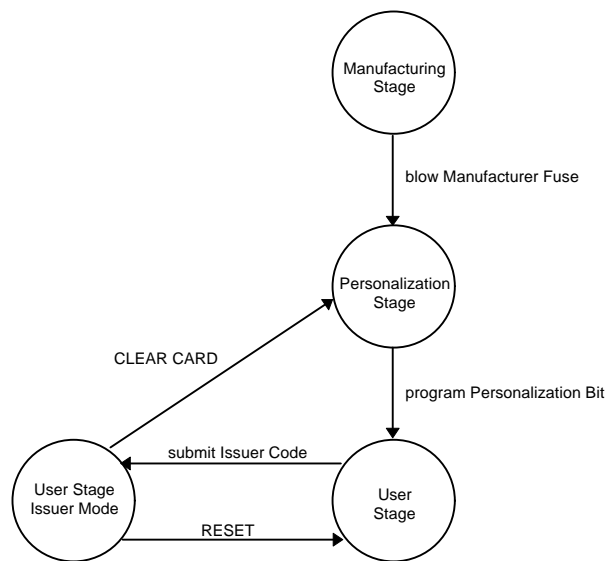 Manufacturing
Stage
blow Manufacturer Fuse
Personalization
Stage
CLEAR CARD
program Personalization Bit
submit Issuer Code
User Stage
Issuer Mode
User
Stage
RESET